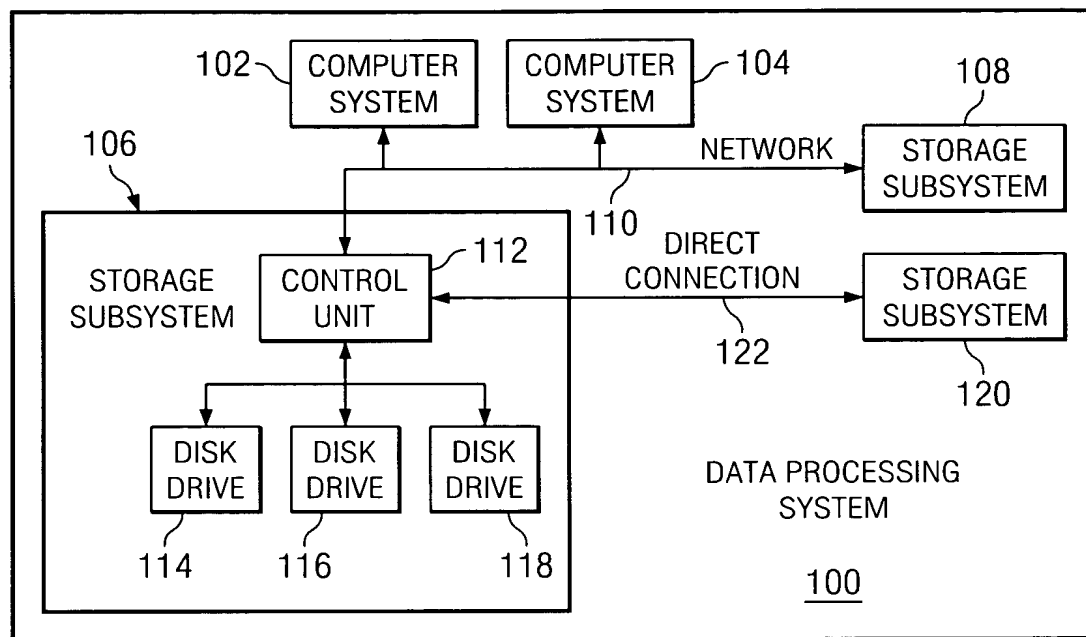 102
COMPUTER
SYSTEM
COMPUTER
SYSTEM
104
108
106
NETWORK
STORAGE
SUBSYSTEM
110
STORAGE
SUBSYSTEM
CONTROL
UNIT
112
DIRECT
CONNECTION
122
STORAGE
SUBSYSTEM
120
DISK
DRIVE
DISK
DRIVE
DISK
DRIVE
114
116
118
DATA PROCESSING
SYSTEM
100